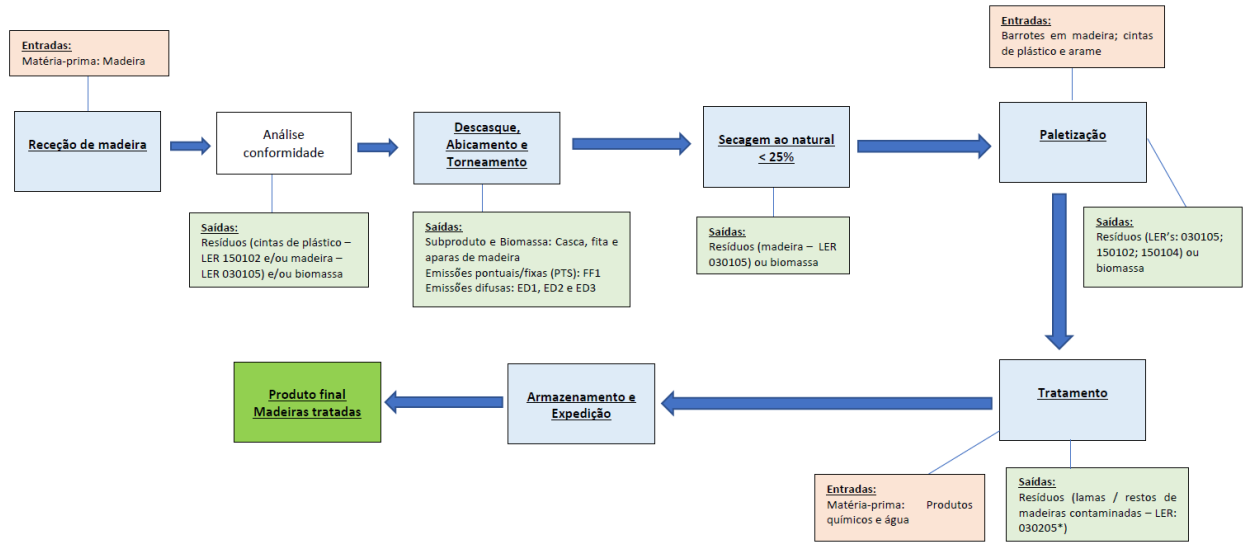 Entradas:
Matéria-prima: Madeira
Entradas:
Barrotes em madeira; cintas
de plástico e arame
Receção de madeira
Análise
conformidade
Descasque,
Abicamento e
Torneamento
Secagem ao natural
< 25%
Paletização
Saídas:
Resíduos (cintas de plástico –
LER 150102 e/ou madeira –
LER 030105) e/ou biomassa
Saídas:
Subproduto e Biomassa: Casca, fita e
aparas de madeira
Emissões pontuais/fixas (PTS): FF1
Emissões difusas: ED1, ED2 e ED3
Saídas:
Resíduos (madeira – LER
030105) ou biomassa
Saídas:
Resíduos (LER's: 030105;
150102; 150104) ou
biomassa
Produto final
Madeiras tratadas
Armazenamento e
Expedição
Tratamento
Entradas:
Matéria-prima: Produtos
químicos e água
Saídas:
Resíduos (lamas / restos de
madeiras contaminadas – LER:
030205*)